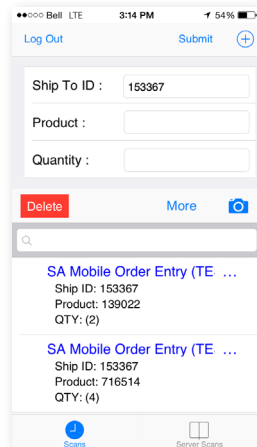 Bell LTE 3:14 PM 54%
Log Out Submit
Ship To ID : 153367
Product :
Quantity :
Delete More
SA Mobile Order Entry (TE ...
Ship ID: 153367
Product: 139022
QTY: (2)
SA Mobile Order Entry (TE ...
Ship ID: 153367
Product: 716514
QTY: (4)
Scans Server Scans